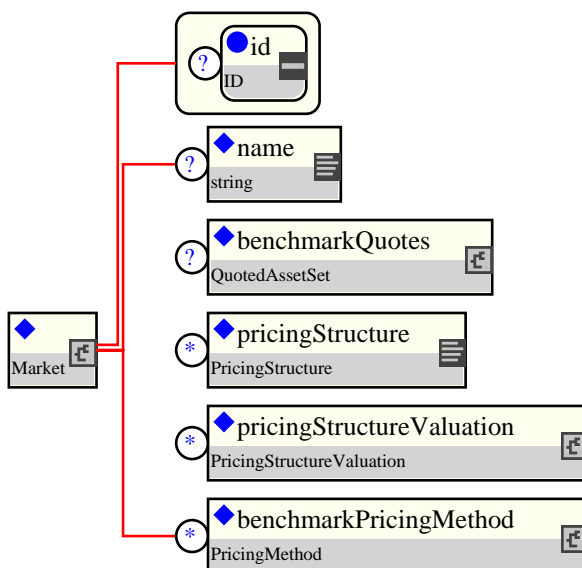 ? id
ID
? name
string
? benchmarkQuotes
QuotedAssetSet
Market
* pricingStructure
PricingStructure
* pricingStructureValuation
PricingStructureValuation
* benchmarkPricingMethod
PricingMethod